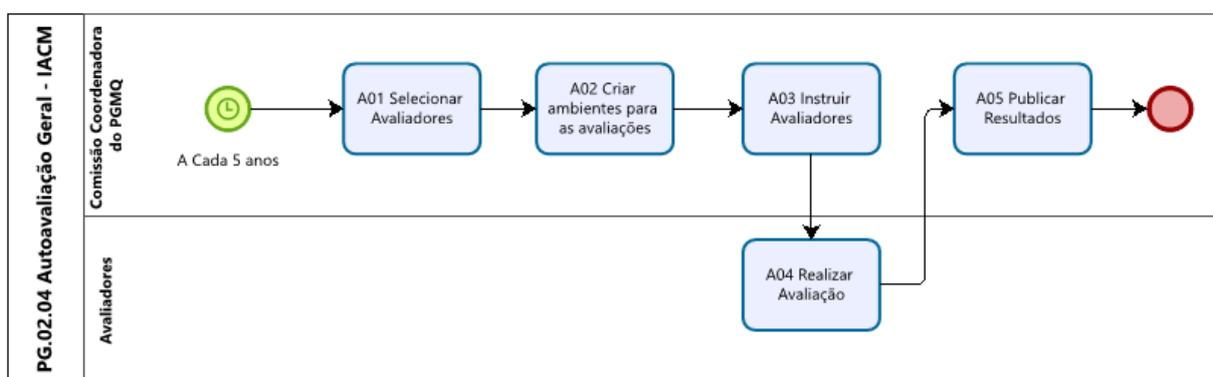 PG.02.04 Autoavaliação Geral - IACM
Comissão Coordenadora
do PGMQ
A Cada 5 anos
A01 Selecionar
Avaliadores
A02 Criar
ambientes para
as avaliações
A03 Instruir
Avaliadores
A05 Publicar
Resultados
Avaliadores
A04 Realizar
Avaliação